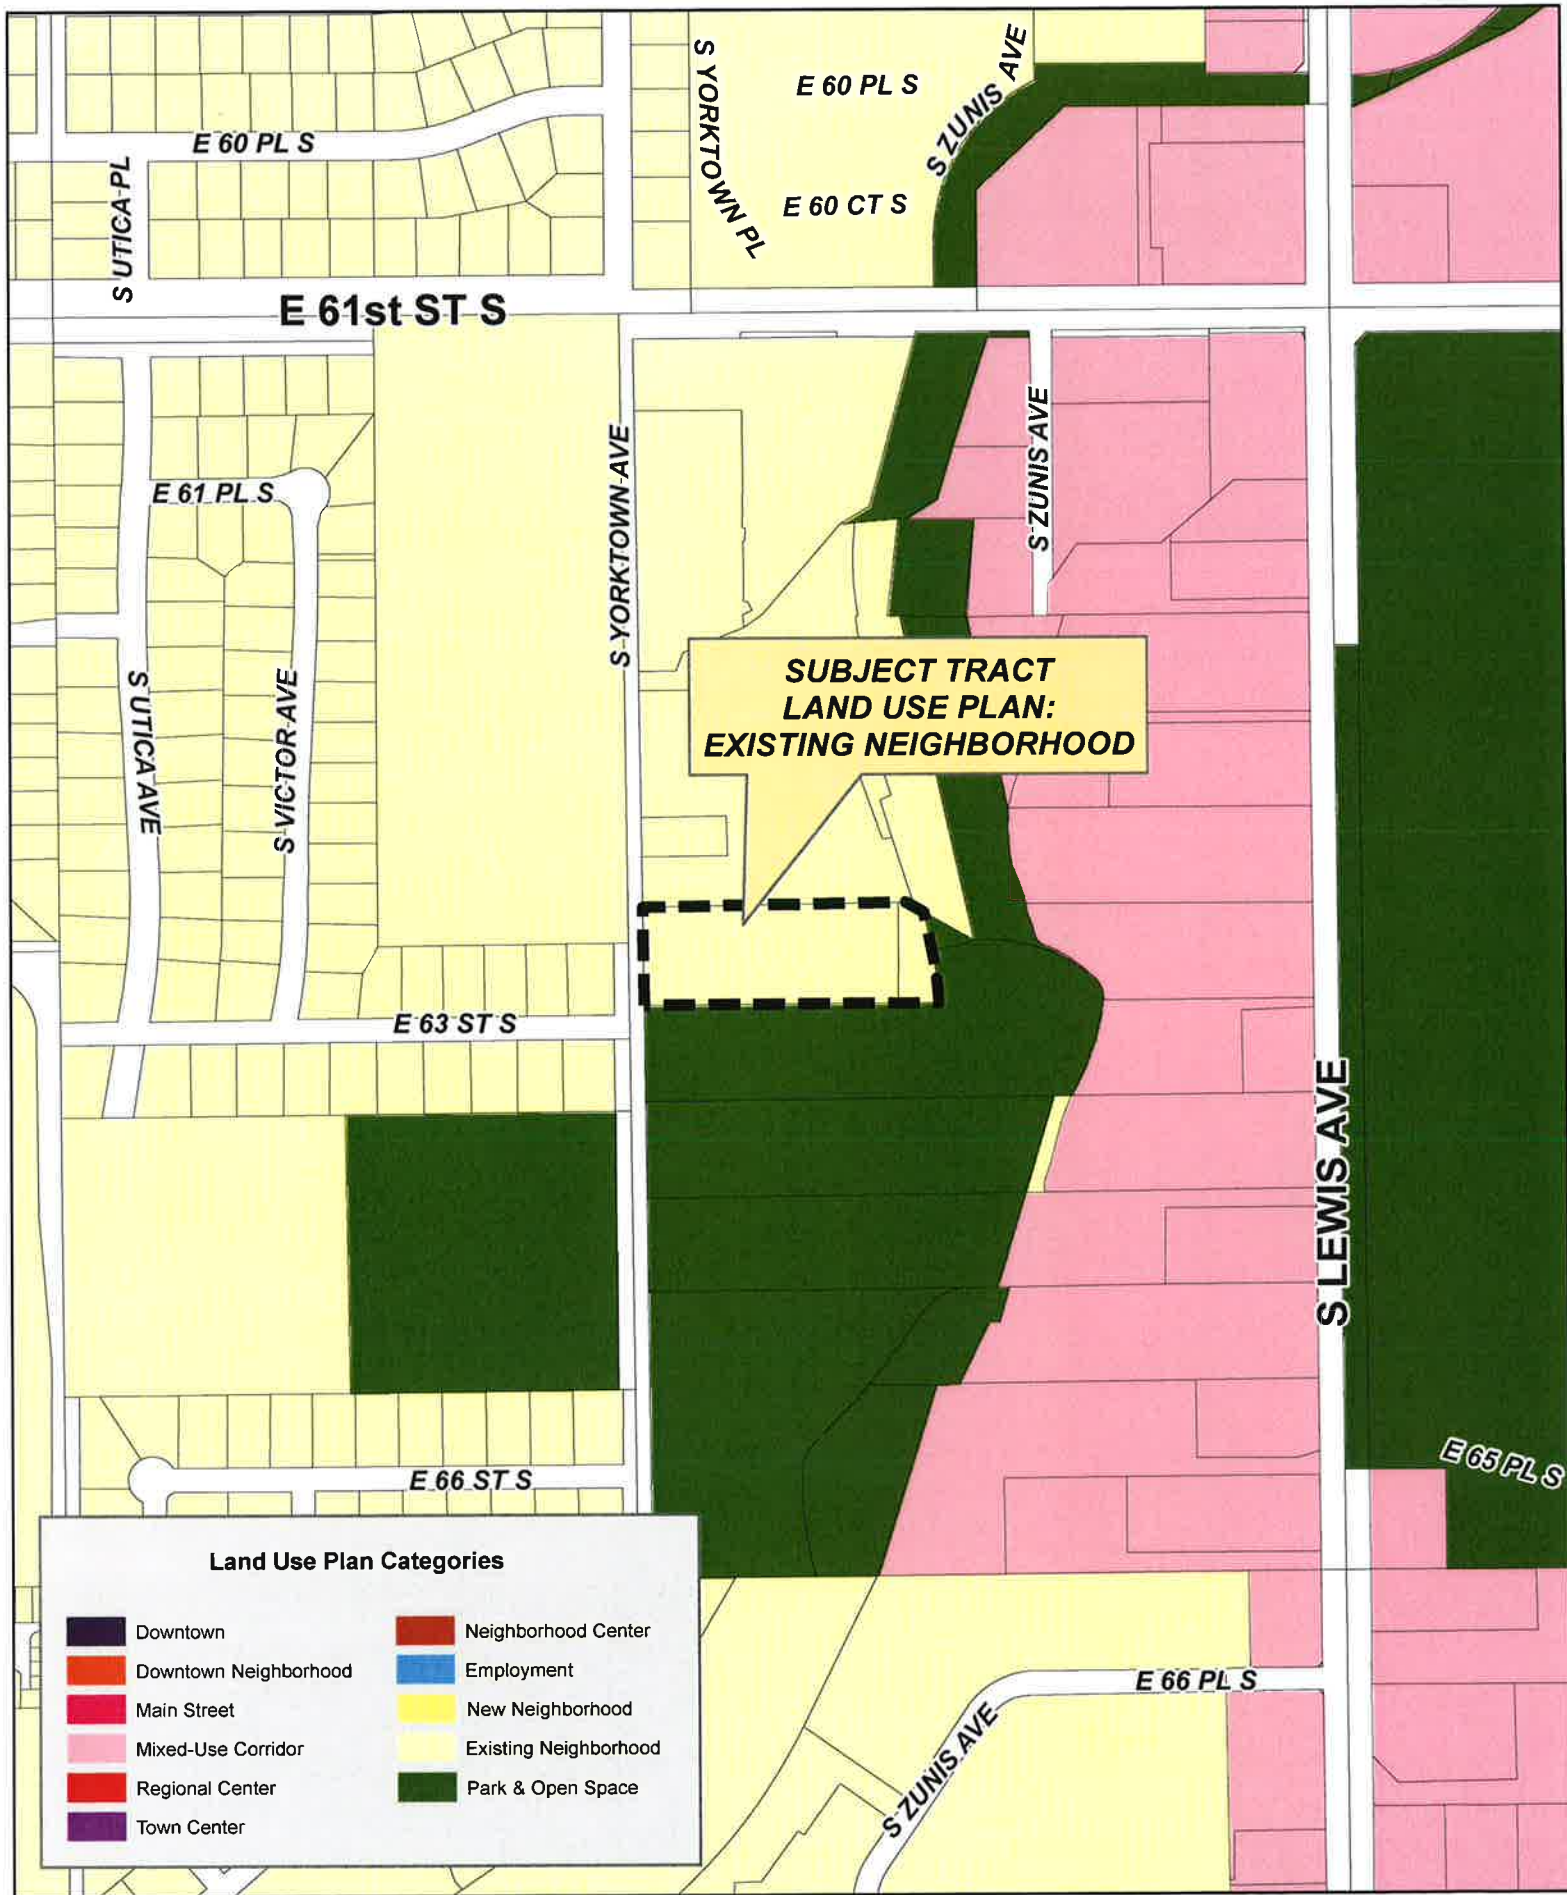 S YORKTOWN PL
E 60 PL S
S ZUNIS AVE
E 60 PL S
S UTICA PL
E 60 CT S
E 61st ST S
S ZUNIS AVE
S YORKTOWN AVE
E 61 PL S
SUBJECT TRACT
LAND USE PLAN:
EXISTING NEIGHBORHOOD
S UTICA AVE
S VICTOR AVE
E 63 ST S
S LEWIS AVE
E 65 PL S
E 66 ST S
Land Use Plan Categories
Downtown
Downtown Neighborhood
Main Street
Mixed-Use Corridor
Regional Center
Town Center
Neighborhood Center
Employment
New Neighborhood
Existing Neighborhood
Park & Open Space
E 66 PL S
S ZUNIS AVE